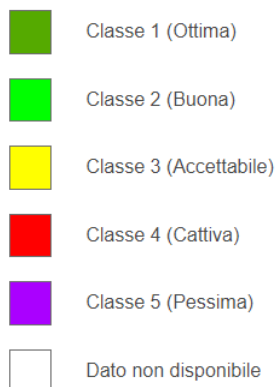 Classe 1 (Ottima)
Classe 2 (Buona)
Classe 3 (Accettabile)
Classe 4 (Cattiva)
Classe 5 (Pessima)
Dato non disponibile